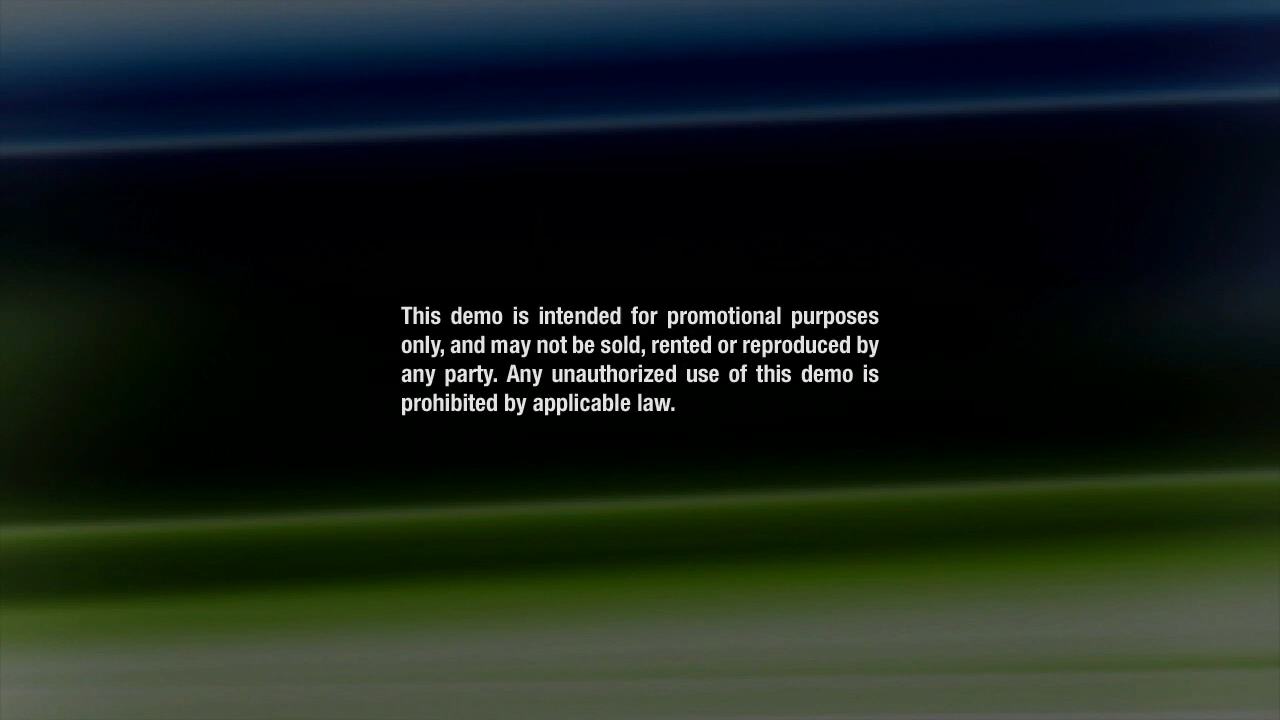 This demo is intended for promotional purposes
only, and may not be sold, rented or reproduced by
any party. Any unauthorized use of this demo is
prohibited by applicable law.